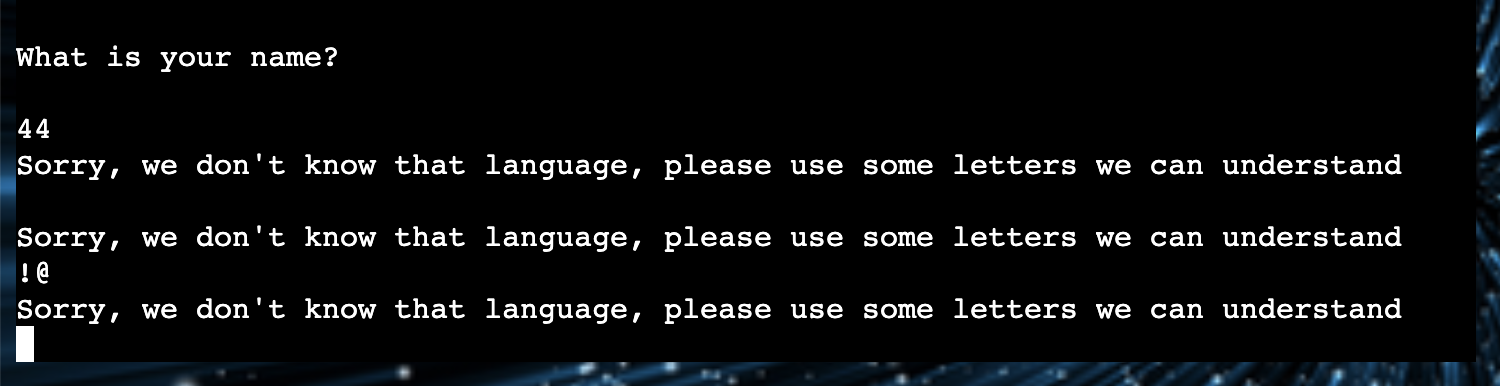 What is your name?
44
Sorry, we don't know that language, please use some letters we can understand
Sorry, we don't know that language, please use some letters we can understand
!@
Sorry, we don't know that language, please use some letters we can understand